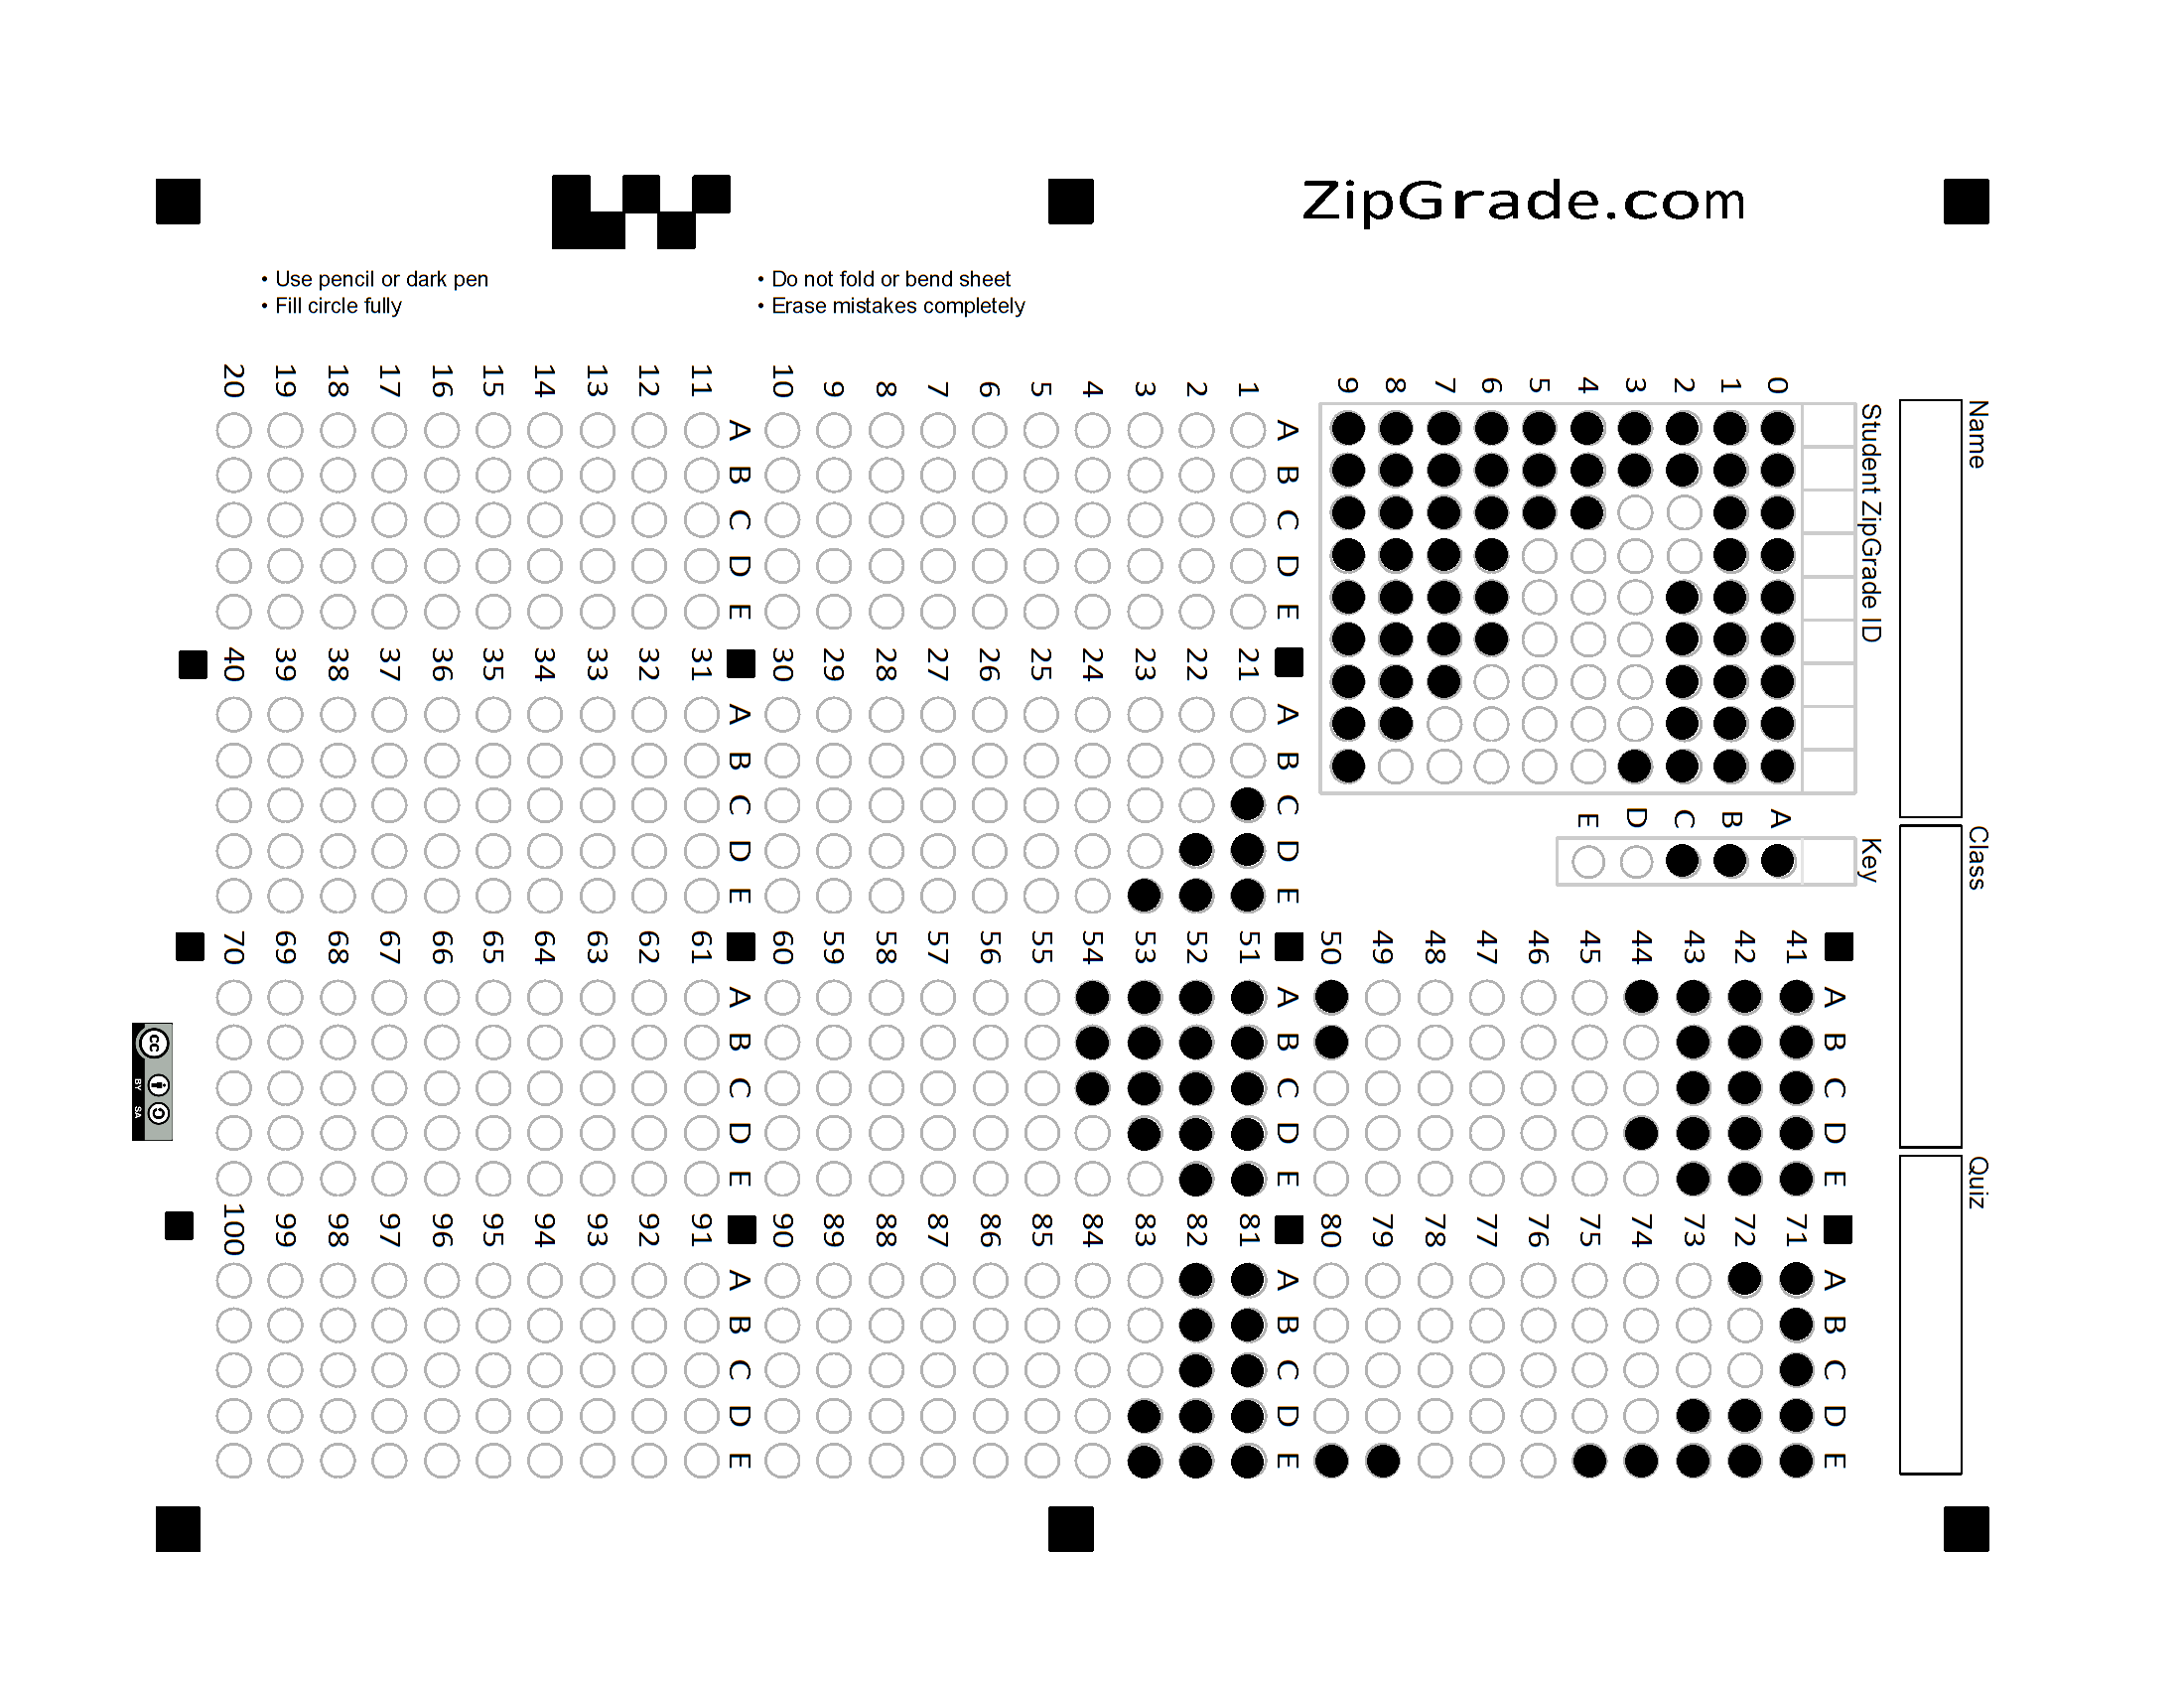 ZipGrade.com
• Use pencil or dark pen
• Fill circle fully
• Do not fold or bend sheet
• Erase mistakes completely
Name
Class
Quiz
Student ZipGrade ID
0 1 2 3 4 5 6 7 8 9
Key
A B C D E
1 2 3 4 5 6 7 8 9 10
A B C D E
11 12 13 14 15 16 17 18 19 20
A B C D E
21 22 23 24 25 26 27 28 29 30
A B C D E
31 32 33 34 35 36 37 38 39 40
A B C D E
41 42 43 44 45 46 47 48 49 50
A B C D E
51 52 53 54 55 56 57 58 59 60
A B C D E
61 62 63 64 65 66 67 68 69 70
A B C D E
71 72 73 74 75 76 77 78 79 80
A B C D E
81 82 83 84 85 86 87 88 89 90
A B C D E
91 92 93 94 95 96 97 98 99 100
A B C D E
cc
BY SA